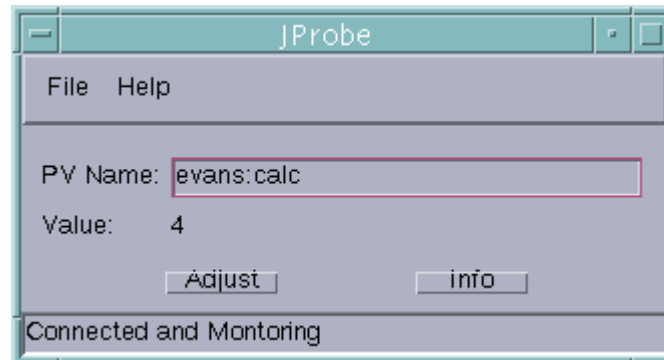 JProbe
File Help
PV Name: evans:calc
Value: 4
Adjust info
Connected and Montoring